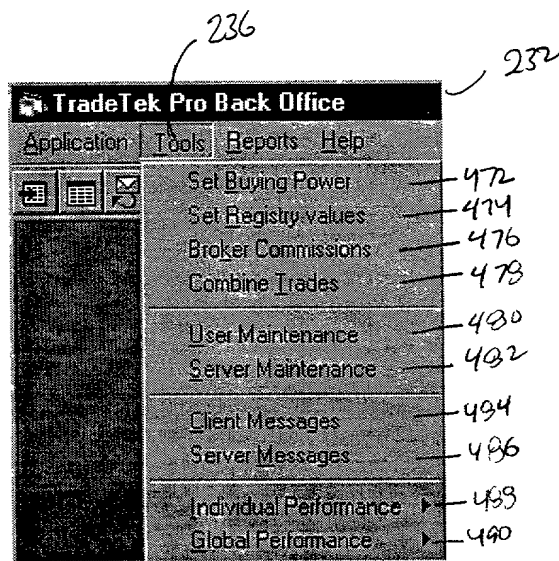 236
232
TradeTek Pro Back Office
Application Tools Reports Help
Set Buying Power 472
Set Registry values 474
Broker Commissions 476
Combine Trades 478
User Maintenance 480
Server Maintenance 482
Client Messages 484
Server Messages 486
Individual Performance 488
Global Performance 490